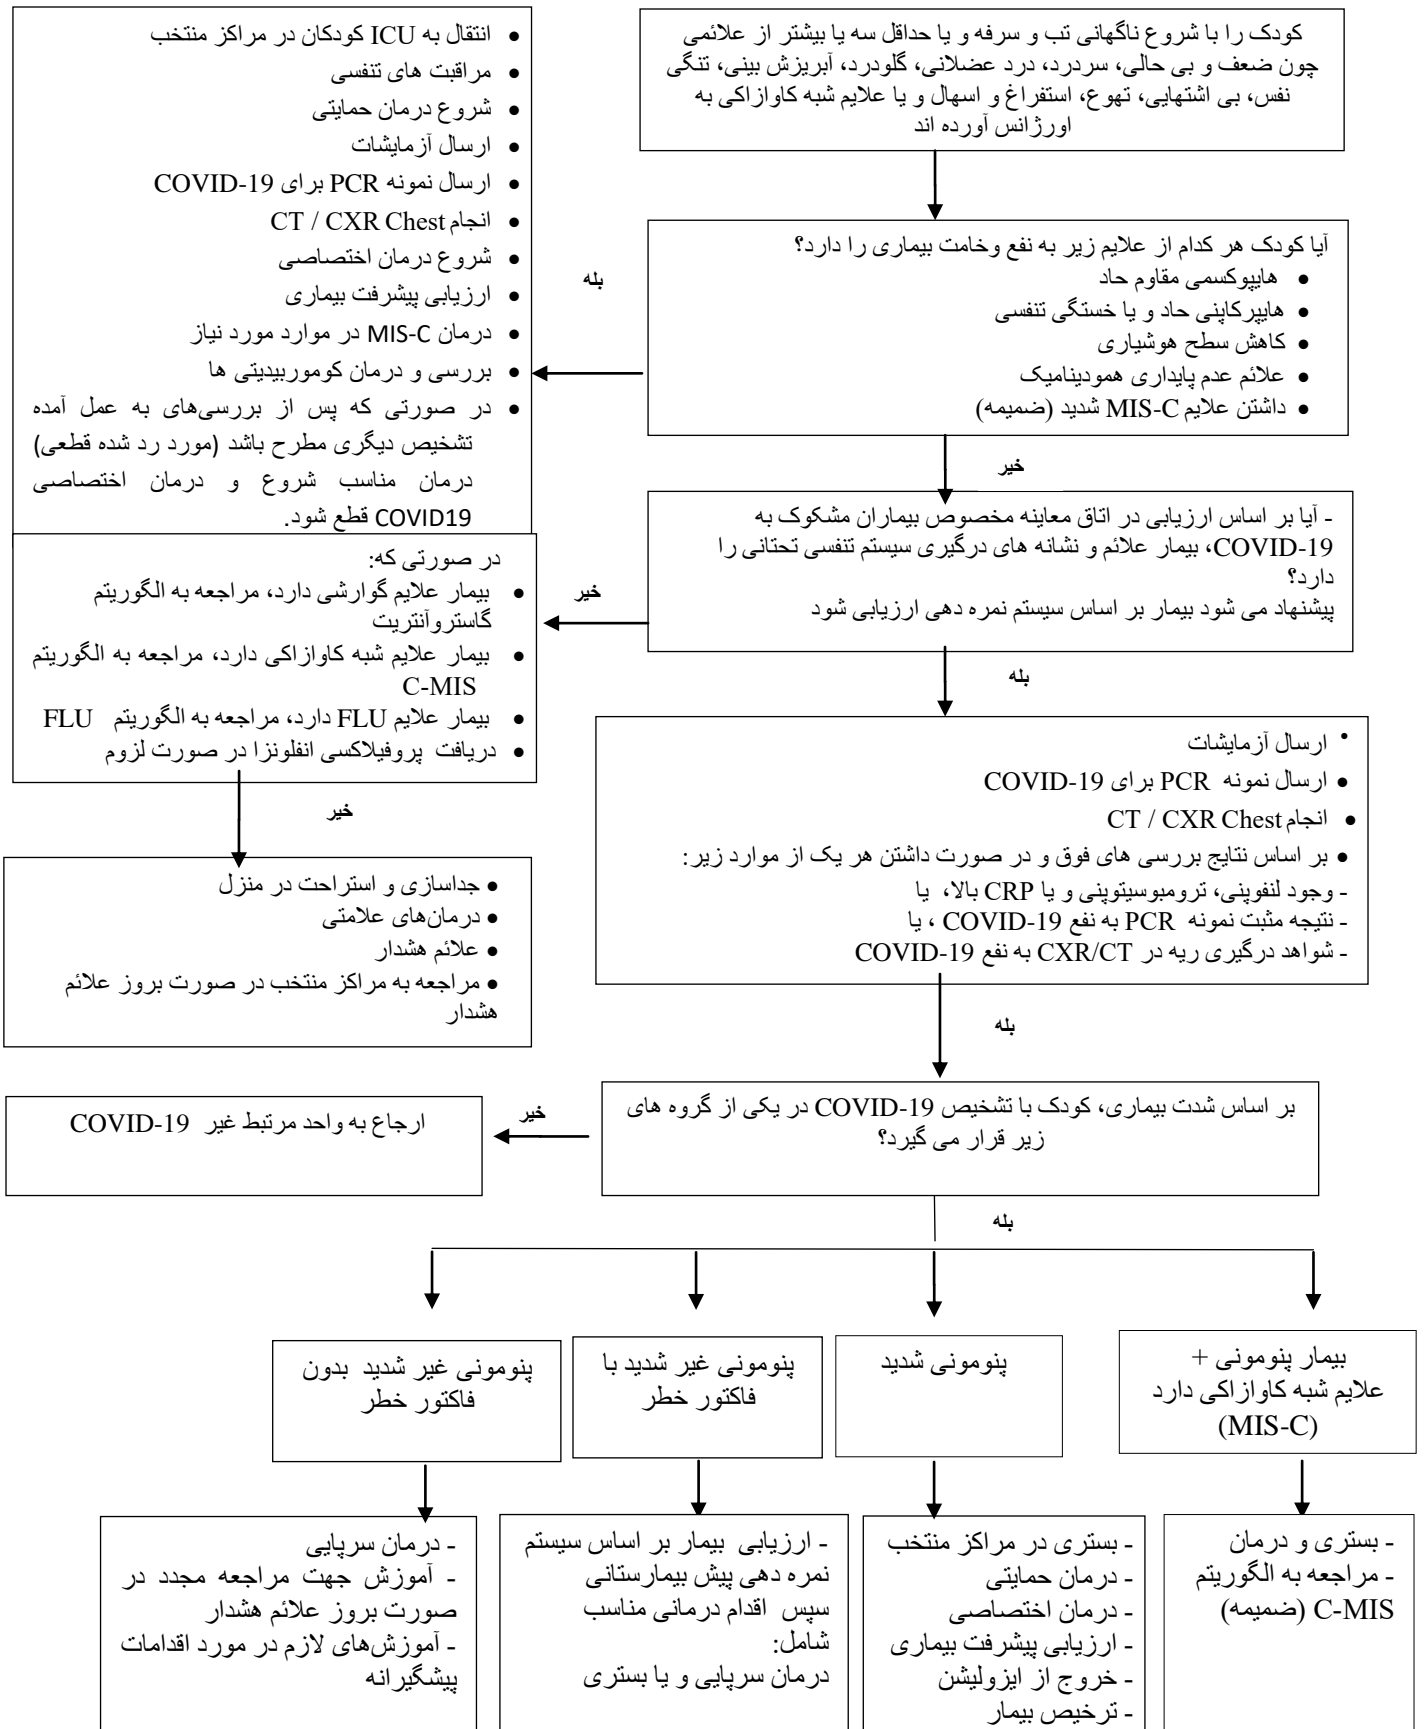 کودک را با شروع ناگهانی تب و سرفه و یا حداقل سه یا بیشتر از علائمی
چون ضعف و بی حالی، سردرد، درد عضلانی، گلودرد، آبریزش بینی، تنگی
نفس، بی اشتهایی، تهوع، استفراغ و اسهال و یا علایم شبه کاوازاکی به
اورژانس آورده اند
آیا کودک هر کدام از علایم زیر به نفع وخامت بیماری را دارد؟
• هایپوکسمی مقاوم حاد
• هایپرکاپنی حاد و یا خستگی تنفسی
• کاهش سطح هوشیاری
• علائم عدم پایداری همودینامیک
• داشتن علایم MIS-C شدید (ضمیمه)
بله
• انتقال به ICU کودکان در مراکز منتخب
• مراقبت های تنفسی
• شروع درمان حمایتی
• ارسال آزمایشات
• ارسال نمونه PCR برای COVID-19
• انجام CT / CXR Chest
• شروع درمان اختصاصی
• ارزیابی پیشرفت بیماری
• درمان MIS-C در موارد مورد نیاز
• بررسی و درمان کوموربیدیتی ها
• در صورتی که پس از بررسی‌های به عمل آمده
تشخیص دیگری مطرح باشد (مورد رد شده قطعی)
درمان مناسب شروع و درمان اختصاصی
COVID19 قطع شود.
خیر
- آیا بر اساس ارزیابی در اتاق معاینه مخصوص بیماران مشکوک به
COVID-19، بیمار علائم و نشانه های درگیری سیستم تنفسی تحتانی را
دارد؟
پیشنهاد می شود بیمار بر اساس سیستم نمره دهی ارزیابی شود
خیر
در صورتی که:
• بیمار علایم گوارشی دارد، مراجعه به الگوریتم
گاستروآنتریت
• بیمار علایم شبه کاوازاکی دارد، مراجعه به الگوریتم
C-MIS
• بیمار علایم FLU دارد، مراجعه به الگوریتم FLU
• دریافت پروفیلاکسی انفلونزا در صورت لزوم
خیر
• جداسازی و استراحت در منزل
• درمان‌های علامتی
• علائم هشدار
• مراجعه به مراکز منتخب در صورت بروز علائم
هشدار
بله
• ارسال آزمایشات
• ارسال نمونه PCR برای COVID-19
• انجام CT / CXR Chest
• بر اساس نتایج بررسی های فوق و در صورت داشتن هر یک از موارد زیر:
- وجود لنفوپنی، ترومبوسیتوپنی و یا CRP بالا، یا
- نتیجه مثبت نمونه PCR به نفع COVID-19 ، یا
- شواهد درگیری ریه در CXR/CT به نفع COVID-19
بله
بر اساس شدت بیماری، کودک با تشخیص COVID-19 در یکی از گروه های
زیر قرار می گیرد؟
خیر
ارجاع به واحد مرتبط غیر COVID-19
بله
بیمار پنومونی +
علایم شبه کاوازاکی دارد
(MIS-C)
پنومونی شدید
پنومونی غیر شدید با
فاکتور خطر
پنومونی غیر شدید بدون
فاکتور خطر
- بستری و درمان
- مراجعه به الگوریتم
C-MIS (ضمیمه)
- بستری در مراکز منتخب
- درمان حمایتی
- درمان اختصاصی
- ارزیابی پیشرفت بیماری
- خروج از ایزولیشن
- ترخیص بیمار
- ارزیابی بیمار بر اساس سیستم
نمره دهی پیش بیمارستانی
سپس اقدام درمانی مناسب
شامل:
درمان سرپایی و یا بستری
- درمان سرپایی
- آموزش جهت مراجعه مجدد در
صورت بروز علائم هشدار
- آموزش‌های لازم در مورد اقدامات
پیشگیرانه